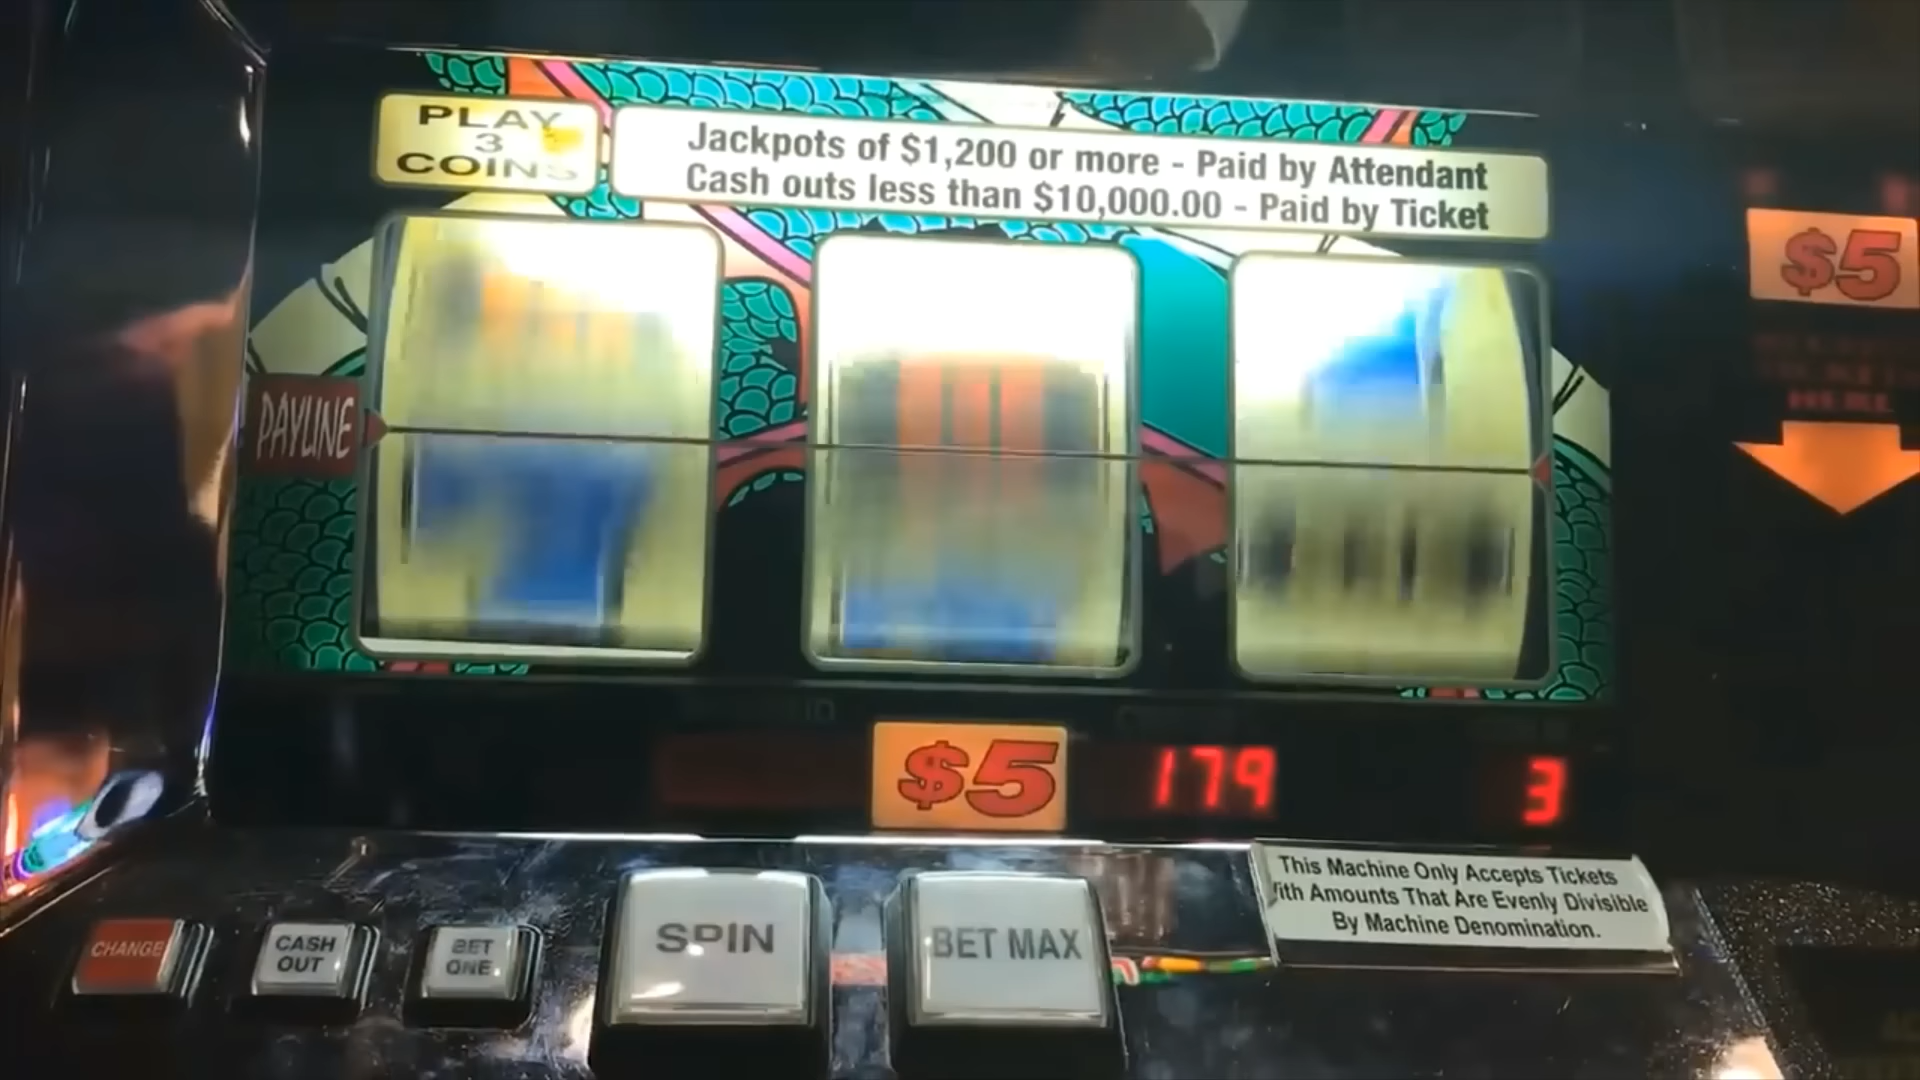 PLAY
3
COINS
Jackpots of $1,200 or more - Paid by Attendant
Cash outs less than $10,000.00 - Paid by Ticket
$5
HERE
PAYLINE
$5
179
3
This Machine Only Accepts Tickets
With Amounts That Are Evenly Divisible
By Machine Denomination.
CHANGE
CASH
OUT
BET
ONE
SPIN
BET MAX